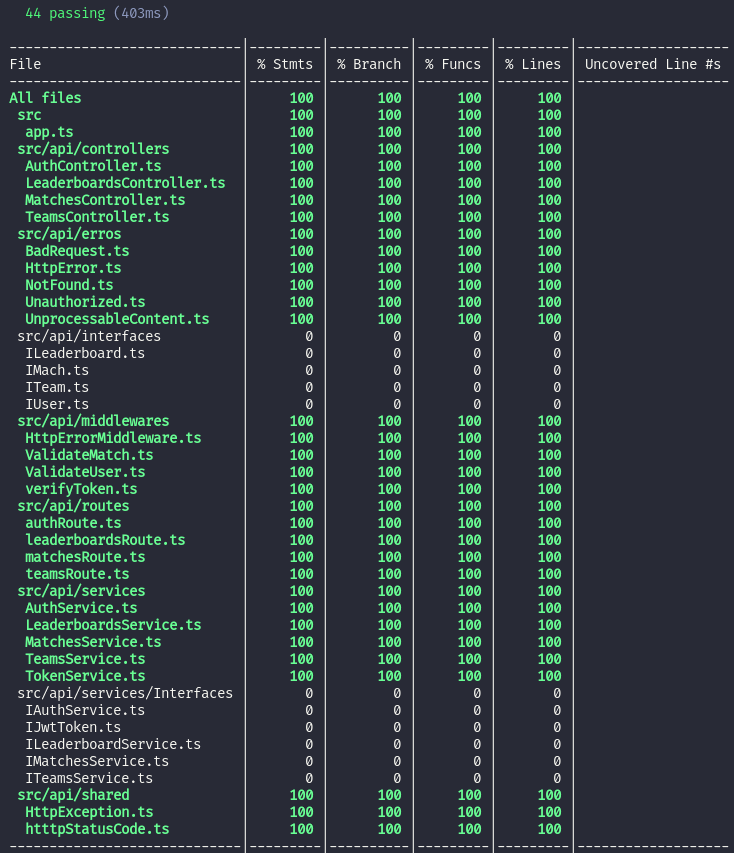 44 passing (403ms)
-----------------------------|---------|----------|---------|---------|-------------------
File                         | % Stmts | % Branch | % Funcs | % Lines | Uncovered Line #s
-----------------------------|---------|----------|---------|---------|-------------------
All files                    |     100 |      100 |     100 |     100 |
 src                         |     100 |      100 |     100 |     100 |
  app.ts                     |     100 |      100 |     100 |     100 |
 src/api/controllers         |     100 |      100 |     100 |     100 |
  AuthController.ts          |     100 |      100 |     100 |     100 |
  LeaderboardsController.ts  |     100 |      100 |     100 |     100 |
  MatchesController.ts       |     100 |      100 |     100 |     100 |
  TeamsController.ts         |     100 |      100 |     100 |     100 |
 src/api/erros               |     100 |      100 |     100 |     100 |
  BadRequest.ts              |     100 |      100 |     100 |     100 |
  HttpError.ts               |     100 |      100 |     100 |     100 |
  NotFound.ts                |     100 |      100 |     100 |     100 |
  Unauthorized.ts            |     100 |      100 |     100 |     100 |
  UnprocessableContent.ts    |     100 |      100 |     100 |     100 |
 src/api/interfaces          |       0 |        0 |       0 |       0 |
  ILeaderboard.ts            |       0 |        0 |       0 |       0 |
  IMach.ts                   |       0 |        0 |       0 |       0 |
  ITeam.ts                   |       0 |        0 |       0 |       0 |
  IUser.ts                   |       0 |        0 |       0 |       0 |
 src/api/middlewares         |     100 |      100 |     100 |     100 |
  HttpErrorMiddleware.ts     |     100 |      100 |     100 |     100 |
  ValidateMatch.ts           |     100 |      100 |     100 |     100 |
  ValidateUser.ts            |     100 |      100 |     100 |     100 |
  verifyToken.ts             |     100 |      100 |     100 |     100 |
 src/api/routes              |     100 |      100 |     100 |     100 |
  authRoute.ts               |     100 |      100 |     100 |     100 |
  leaderboardsRoute.ts       |     100 |      100 |     100 |     100 |
  matchesRoute.ts            |     100 |      100 |     100 |     100 |
  teamsRoute.ts              |     100 |      100 |     100 |     100 |
 src/api/services            |     100 |      100 |     100 |     100 |
  AuthService.ts             |     100 |      100 |     100 |     100 |
  LeaderboardsService.ts     |     100 |      100 |     100 |     100 |
  MatchesService.ts          |     100 |      100 |     100 |     100 |
  TeamsService.ts            |     100 |      100 |     100 |     100 |
  TokenService.ts            |     100 |      100 |     100 |     100 |
 src/api/services/Interfaces |       0 |        0 |       0 |       0 |
  IAuthService.ts            |       0 |        0 |       0 |       0 |
  IJwtToken.ts               |       0 |        0 |       0 |       0 |
  ILeaderboardService.ts     |       0 |        0 |       0 |       0 |
  IMatchesService.ts         |       0 |        0 |       0 |       0 |
  ITeamsService.ts           |       0 |        0 |       0 |       0 |
 src/api/shared              |     100 |      100 |     100 |     100 |
  HttpException.ts           |     100 |      100 |     100 |     100 |
  htttpStatusCode.ts         |     100 |      100 |     100 |     100 |
-----------------------------|---------|----------|---------|---------|-------------------